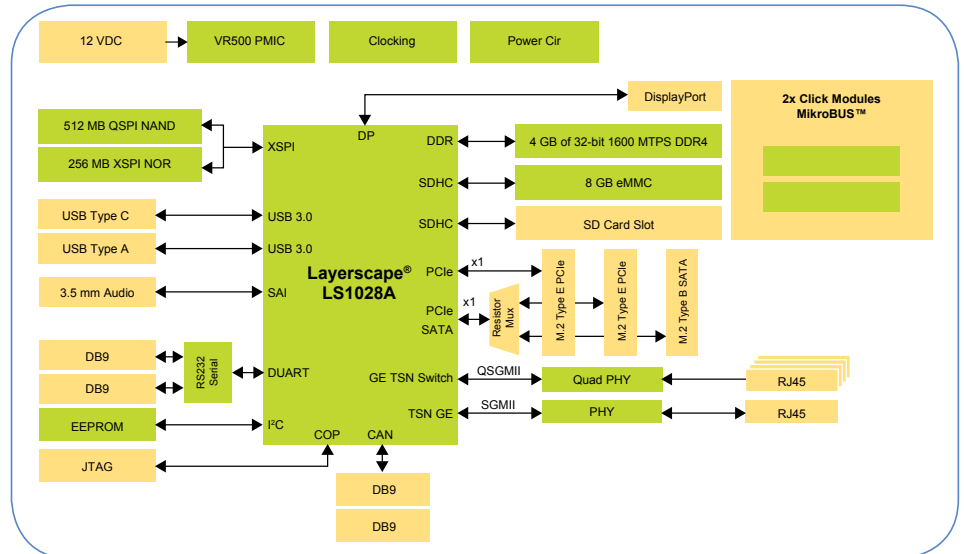 12 VDC
VR500 PMIC
Clocking
Power Cir
DisplayPort
2x Click Modules
MikroBUS™
512 MB QSPI NAND
256 MB XSPI NOR
USB Type C
USB Type A
3.5 mm Audio
DB9
DB9
RS232
Serial
EEPROM
JTAG
DP
XSPI
USB 3.0
USB 3.0
SAI
DUART
I²C
COP
CAN
Layerscape®
LS1028A
DDR
SDHC
SDHC
PCIe
PCIe
SATA
GE TSN Switch
TSN GE
4 GB of 32-bit 1600 MTPS DDR4
8 GB eMMC
SD Card Slot
x1
x1
Resistor
Mux
M.2 Type E PCIe
M.2 Type E PCIe
M.2 Type B SATA
QSGMII
Quad PHY
RJ45
SGMII
PHY
RJ45
DB9
DB9